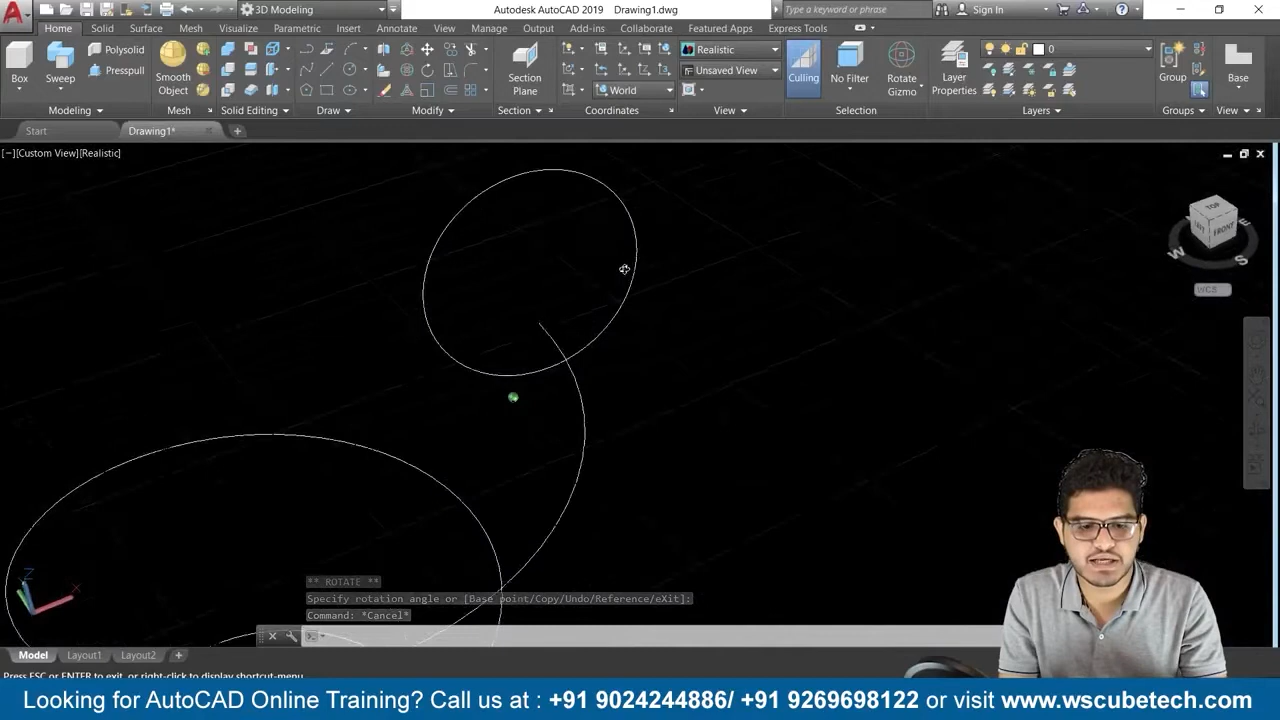 3D Modeling
Autodesk AutoCAD 2019 Drawing1.dwg
Type a keyword or phrase
Sign In
Home Solid Surface Mesh Visualize Parametric Insert Annotate View Manage Output Add-ins Collaborate Featured Apps Express Tools
Polysolid
Presspull
Box
Sweep
Smooth Object
Section Plane
World
Realistic
Unsaved View
Culling
No Filter
Rotate Gizmo
Layer Properties
0
Group
Base
Modeling Mesh Solid Editing Draw Modify Section Coordinates View Selection Layers Groups View
Start Drawing1*
[−][Custom View][Realistic]
TOP
LEFT FRONT
W E
S
WCS
Z
X
** ROTATE **
Specify rotation angle or [Base point/Copy/Undo/Reference/eXit]:
Command: *Cancel*
Model Layout1 Layout2
Press ESC or ENTER to exit, or right-click to display shortcut-menu.
Looking for AutoCAD Online Training? Call us at : +91 9024244886/ +91 9269698122 or visit www.wscubetech.com